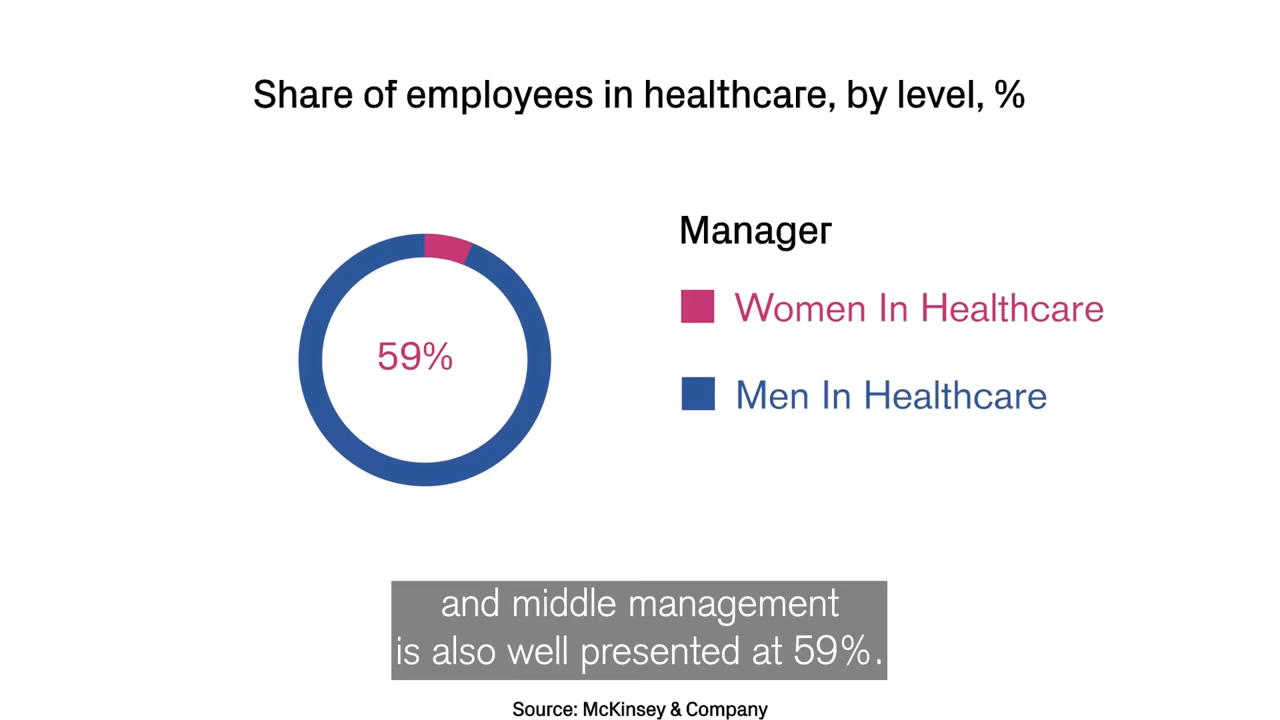 Share of employees in healthcare, by level, %
Manager
Women In Healthcare
59%
Men In Healthcare
and middle management
is also well presented at 59%.
Source: McKinsey & Company